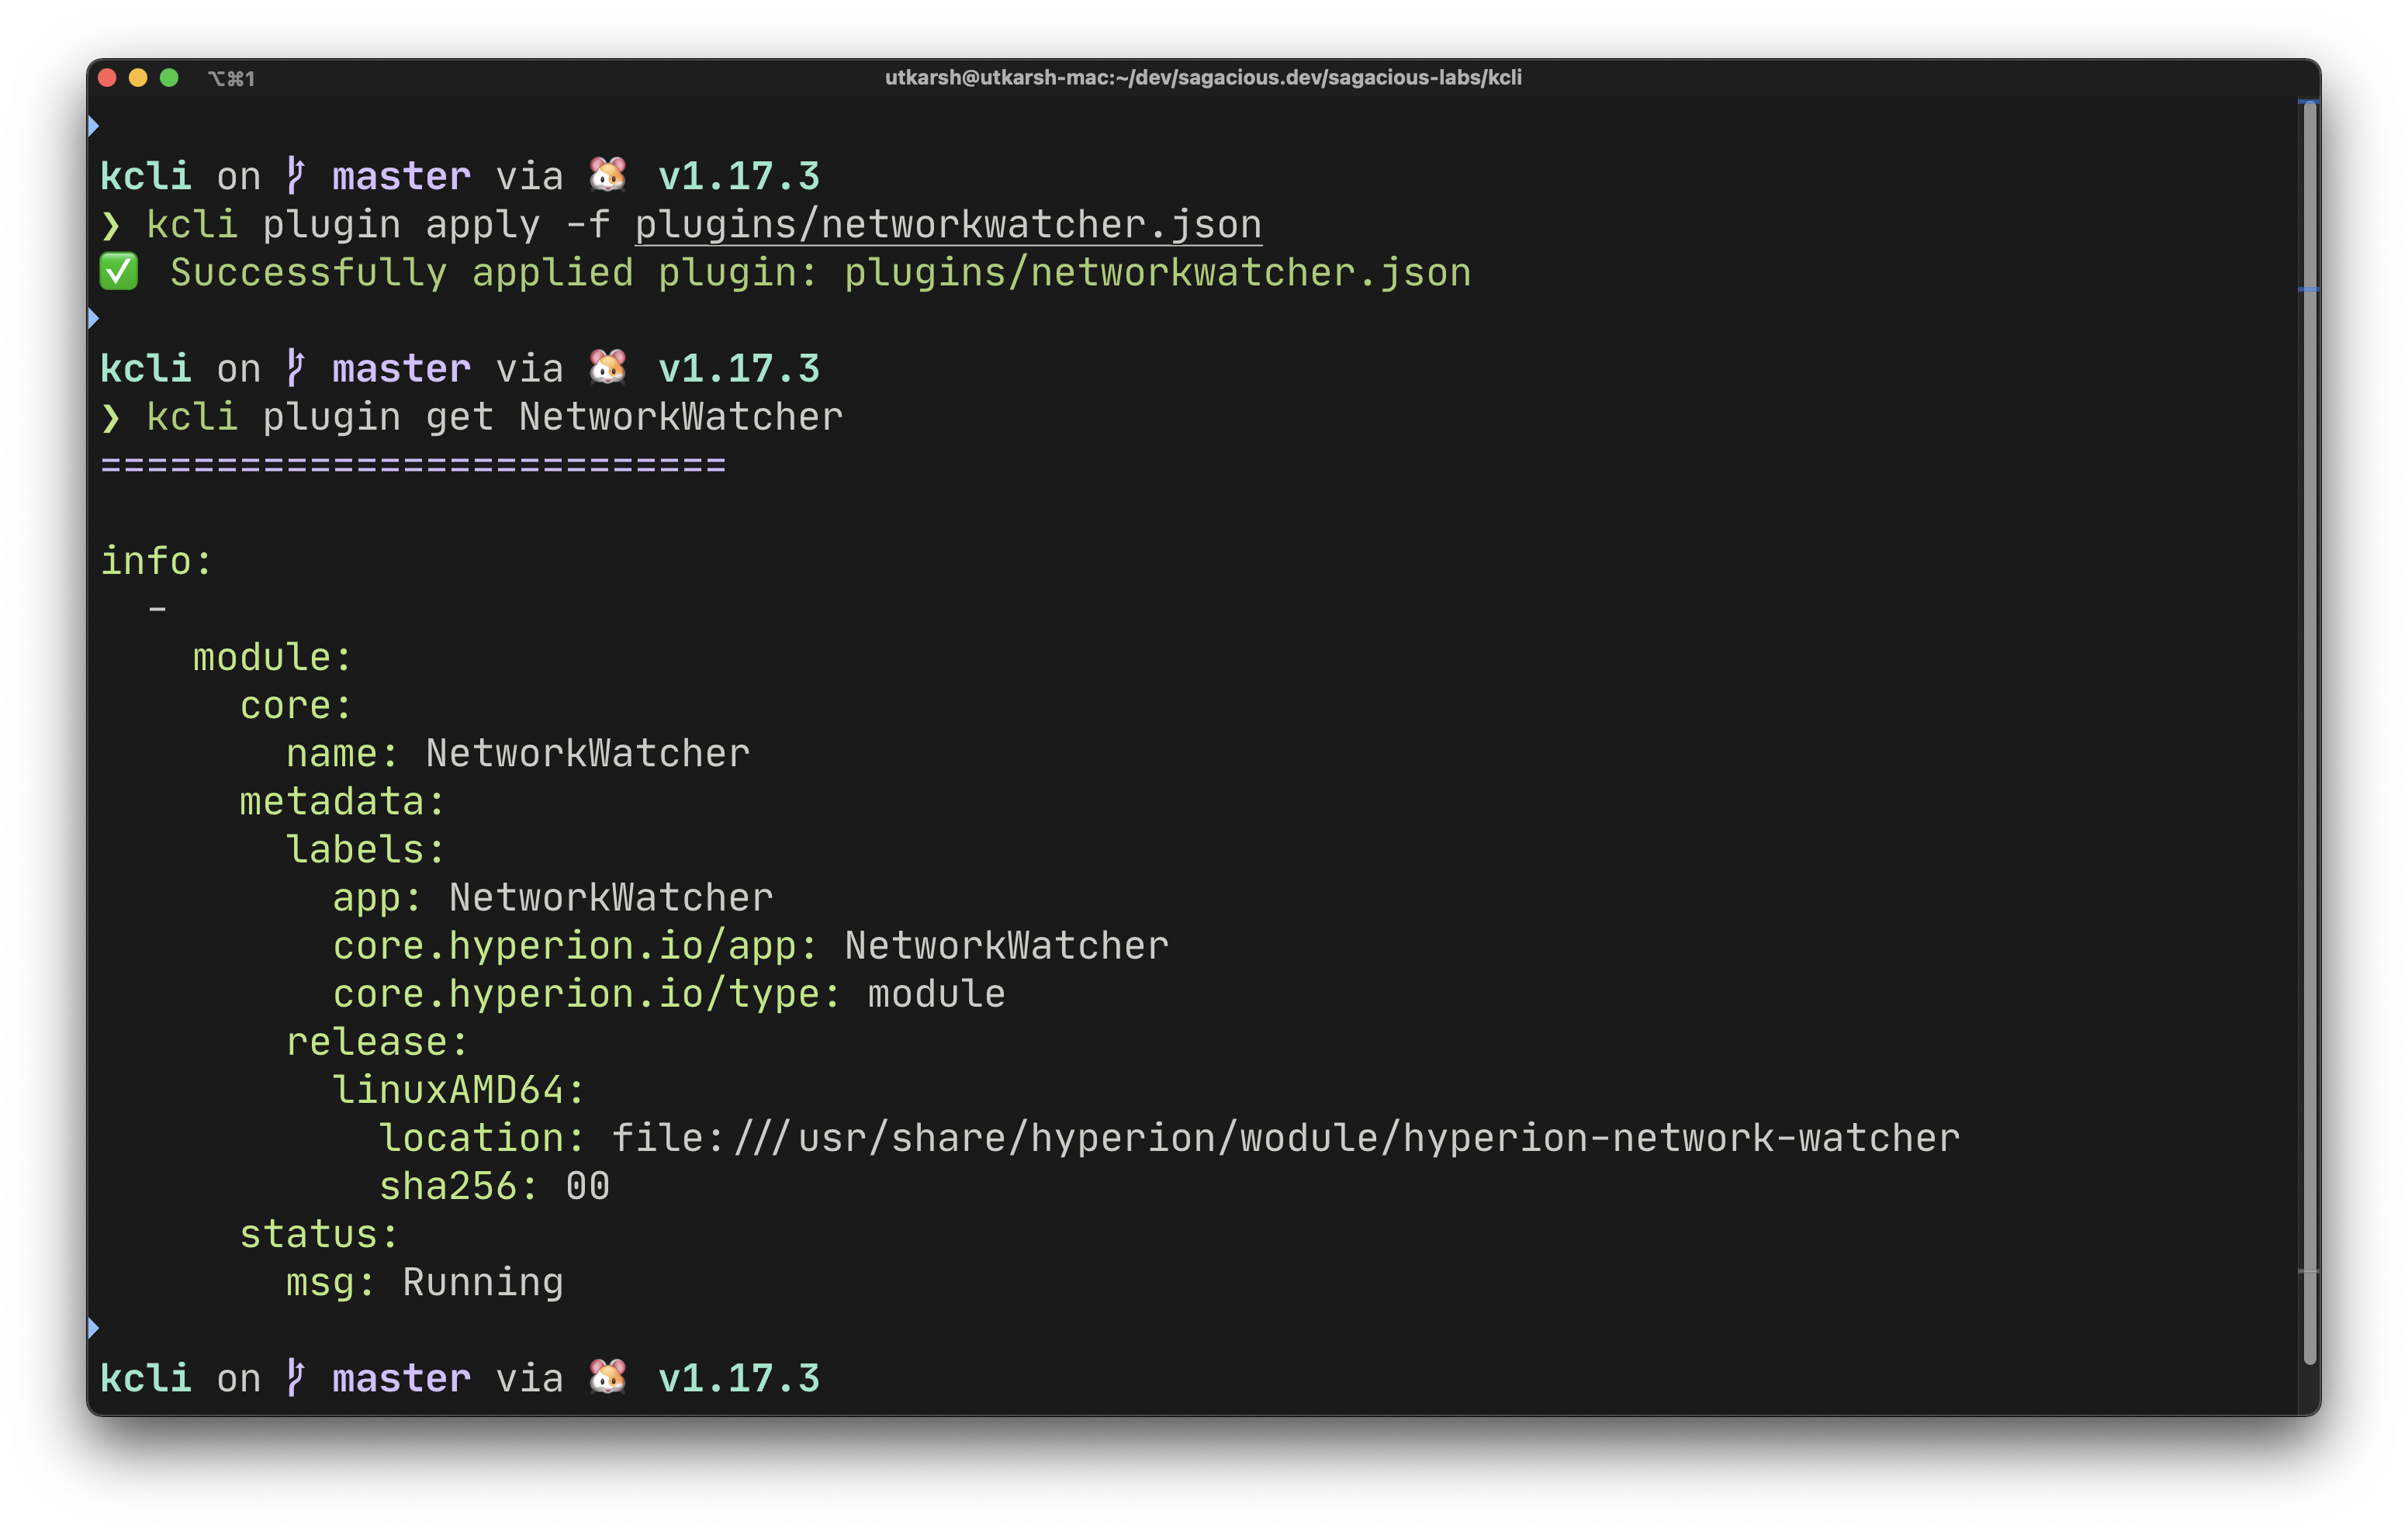 ⌥⌘1 utkarsh@utkarsh-mac:~/dev/sagacious.dev/sagacious-labs/kcli
kcli on master via 🐹 v1.17.3
❯ kcli plugin apply -f plugins/networkwatcher.json
✅ Successfully applied plugin: plugins/networkwatcher.json
kcli on master via 🐹 v1.17.3
❯ kcli plugin get NetworkWatcher
===========================
info:
  -
    module:
      core:
        name: NetworkWatcher
      metadata:
        labels:
          app: NetworkWatcher
          core.hyperion.io/app: NetworkWatcher
          core.hyperion.io/type: module
        release:
          linuxAMD64:
            location: file:///usr/share/hyperion/wodule/hyperion-network-watcher
            sha256: 00
      status:
        msg: Running
kcli on master via 🐹 v1.17.3